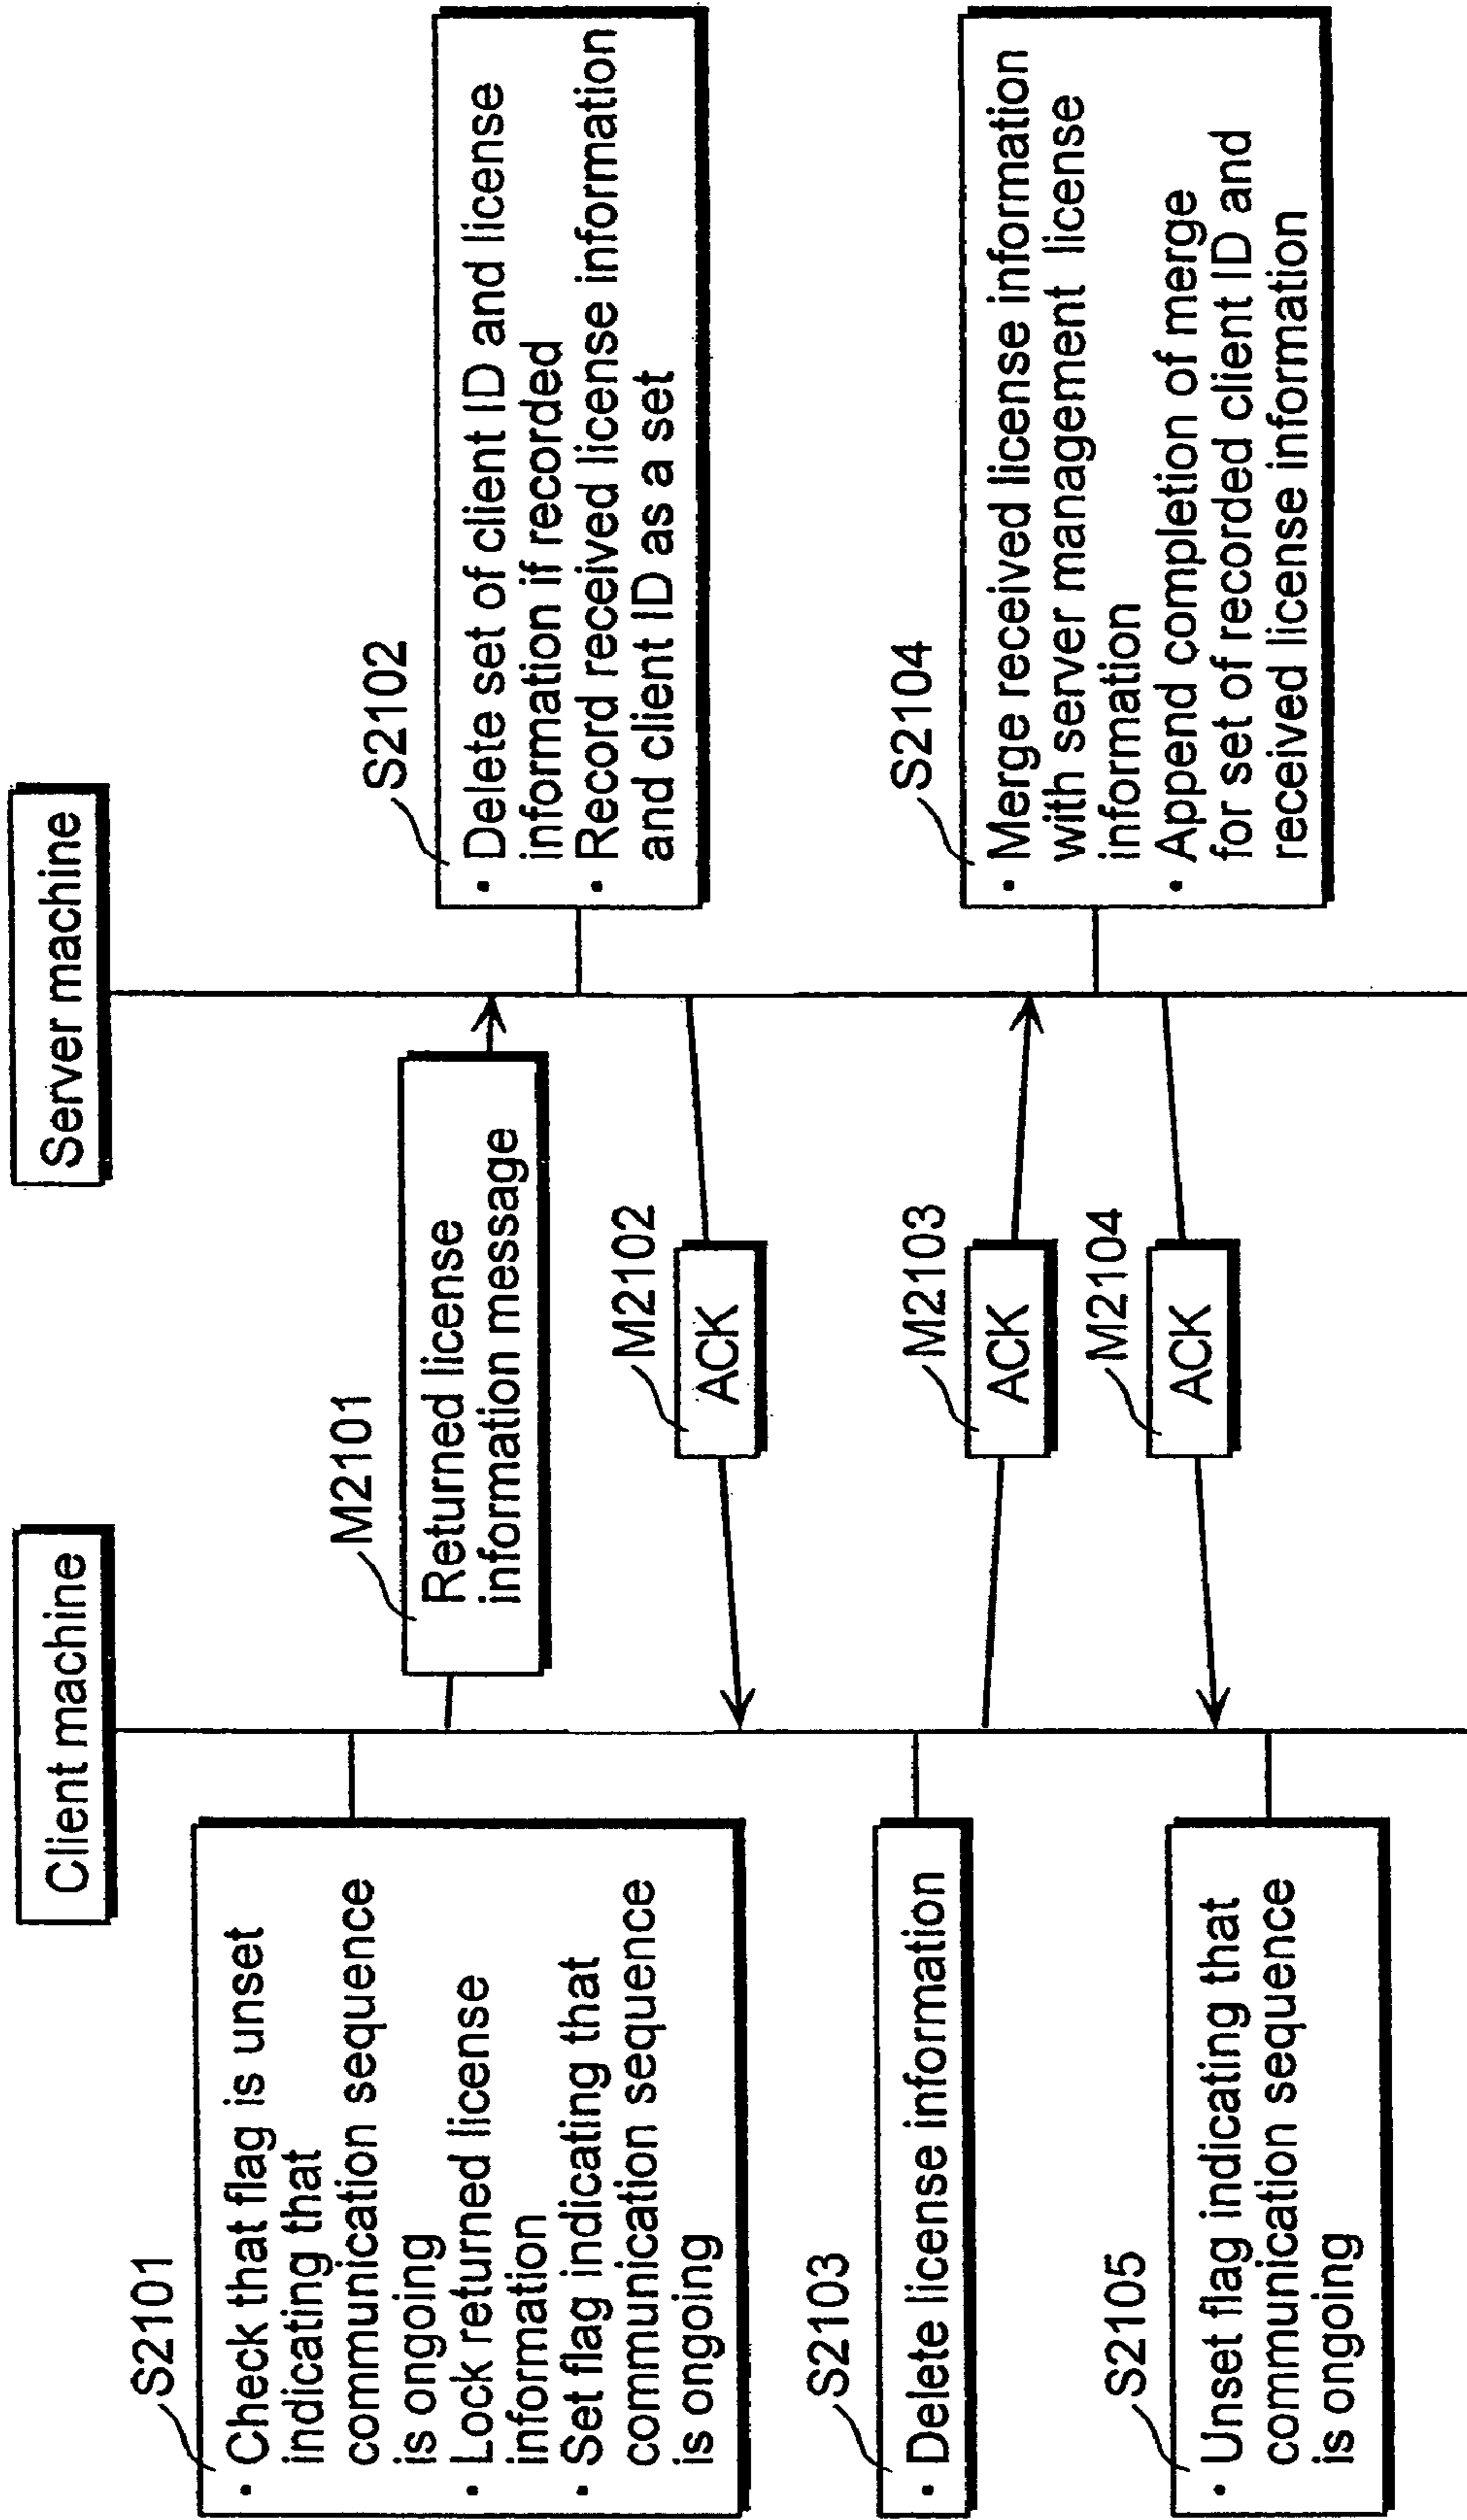 Client machine
Server machine
S2101
· Check that flag is unset
indicating that
communication sequence
is ongoing
· Lock returned license
information
· Set flag indicating that
communication sequence
is ongoing
M2101
Returned license
information message
S2102
· Delete set of client ID and license
information if recorded
· Record received license information
and client ID as a set
M2102
ACK
S2103
· Delete license information
M2103
ACK
S2104
· Merge received license information
with server management license
information
· Append completion of merge
for set of recorded client ID and
received license information
M2104
ACK
S2105
· Unset flag indicating that
communication sequence
is ongoing